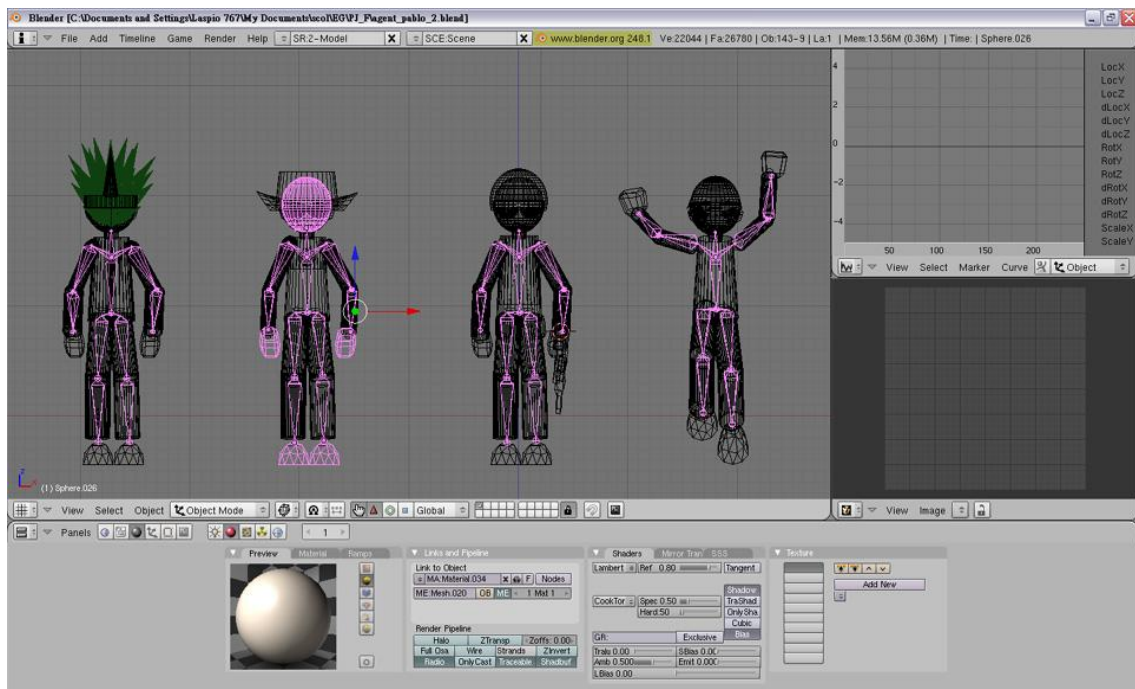 Blender [C:\Documents and Settings\Laspio 767\My Documents\scol\EG\PJ_F\agent_pablo_2.blend]
File Add Timeline Game Render Help SR:2-Model X SCE:Scene X www.blender.org 248.1 Ve:22044 | Fa:26780 | Ob:143-9 | La:1 | Mem:13.56M (0.36M) | Time: | Sphere.026
4
2
0
-2
-4
50 100 150 200
LocX
LocY
LocZ
dLocX
dLocY
dLocZ
RotX
RotY
RotZ
dRotX
dRotY
dRotZ
ScaleX
ScaleY
View Select Marker Curve Object
z
x
(1) Sphere.026
View Select Object Object Mode Global
View Image
Panels 1
Preview Material Ramps
Links and Pipeline
Link to Object
MA:Material.034 X F Nodes
ME:Mesh.020 OB ME 1 Mat 1
Render Pipeline
Halo ZTransp Zoffs: 0.00
Full Osa Wire Strands ZInvert
Radio OnlyCast Traceable Shadbuf
Shaders Mirror Tran SSS
Lambert Ref 0.80 Tangent
Shadow
CookTor Spec 0.50 TraShad
Hard:50 OnlySha
Cubic
GR: Exclusive Bias
Tralu 0.00 SBias 0.00
Amb 0.500 Emit 0.000
LBias 0.00
Texture
Add New